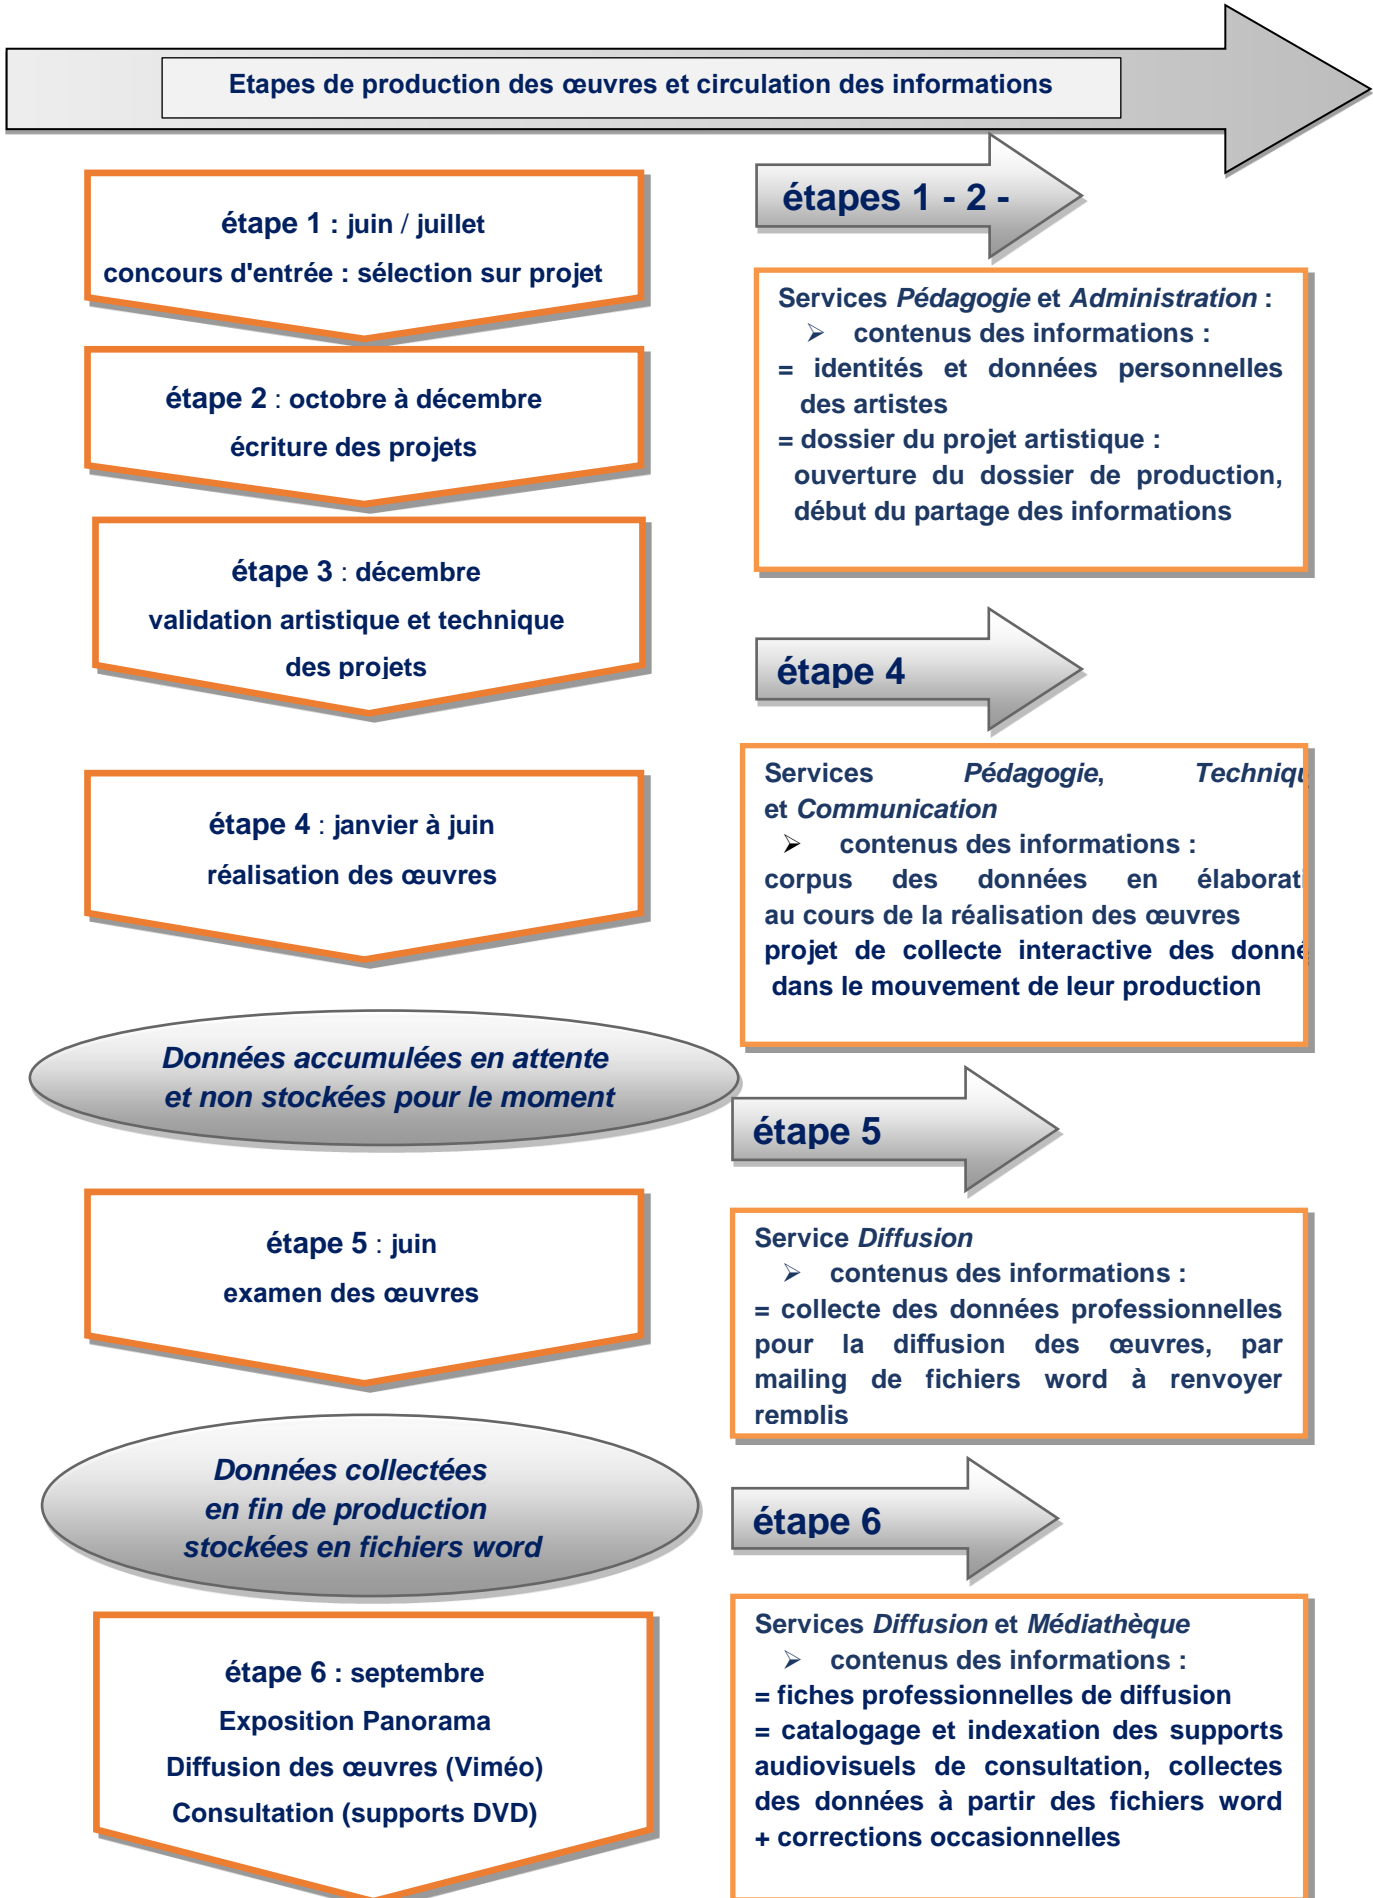 Etapes de production des œuvres et circulation des informations
étape 1 : juin / juillet
concours d'entrée : sélection sur projet
étape 2 : octobre à décembre
écriture des projets
étape 3 : décembre
validation artistique et technique
des projets
étape 4 : janvier à juin
réalisation des œuvres
Données accumulées en attente
et non stockées pour le moment
étape 5 : juin
examen des œuvres
Données collectées
en fin de production
stockées en fichiers word
étape 6 : septembre
Exposition Panorama
Diffusion des œuvres (Viméo)
Consultation (supports DVD)
étapes 1 - 2 -
Services Pédagogie et Administration :
➢ contenus des informations :
= identités et données personnelles
des artistes
= dossier du projet artistique :
ouverture du dossier de production,
début du partage des informations
étape 4
Services Pédagogie, Techniqu
et Communication
➢ contenus des informations :
corpus des données en élaborati
au cours de la réalisation des œuvres
projet de collecte interactive des donné
dans le mouvement de leur production
étape 5
Service Diffusion
➢ contenus des informations :
= collecte des données professionnelles
pour la diffusion des œuvres, par
mailing de fichiers word à renvoyer
remplis
étape 6
Services Diffusion et Médiathèque
➢ contenus des informations :
= fiches professionnelles de diffusion
= catalogage et indexation des supports
audiovisuels de consultation, collectes
des données à partir des fichiers word
+ corrections occasionnelles